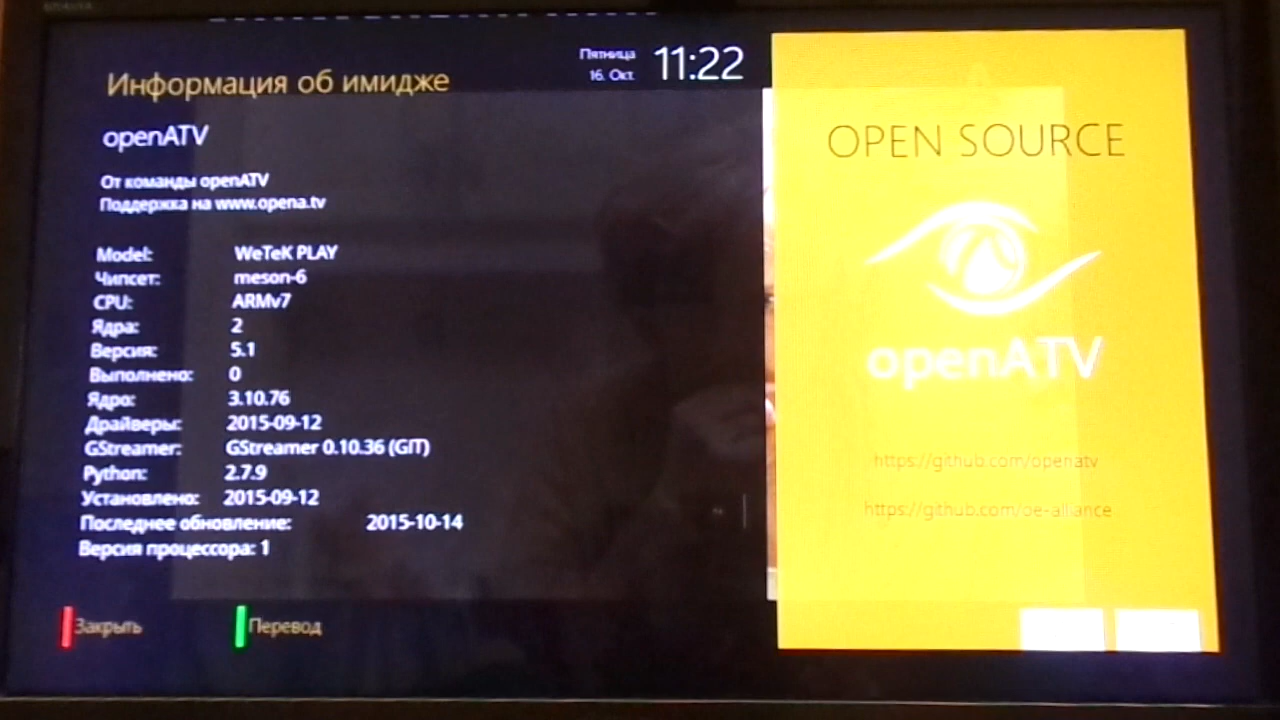 Информация об имидже
Пятница
16. Окт.
11:22
openATV
От команды openATV
Поддержка на www.opena.tv
Model: WeTeK PLAY
Чипсет: meson-6
CPU: ARMv7
Ядра: 2
Версия: 5.1
Выполнено: 0
Ядро: 3.10.76
Драйверы: 2015-09-12
GStreamer: GStreamer 0.10.36 (GIT)
Python: 2.7.9
Установлено: 2015-09-12
Последнее обновление: 2015-10-14
Версия процессора: 1
Закрыть
Перевод
OPEN SOURCE
openATV
https://github.com/openatv
https://github.com/oe-alliance